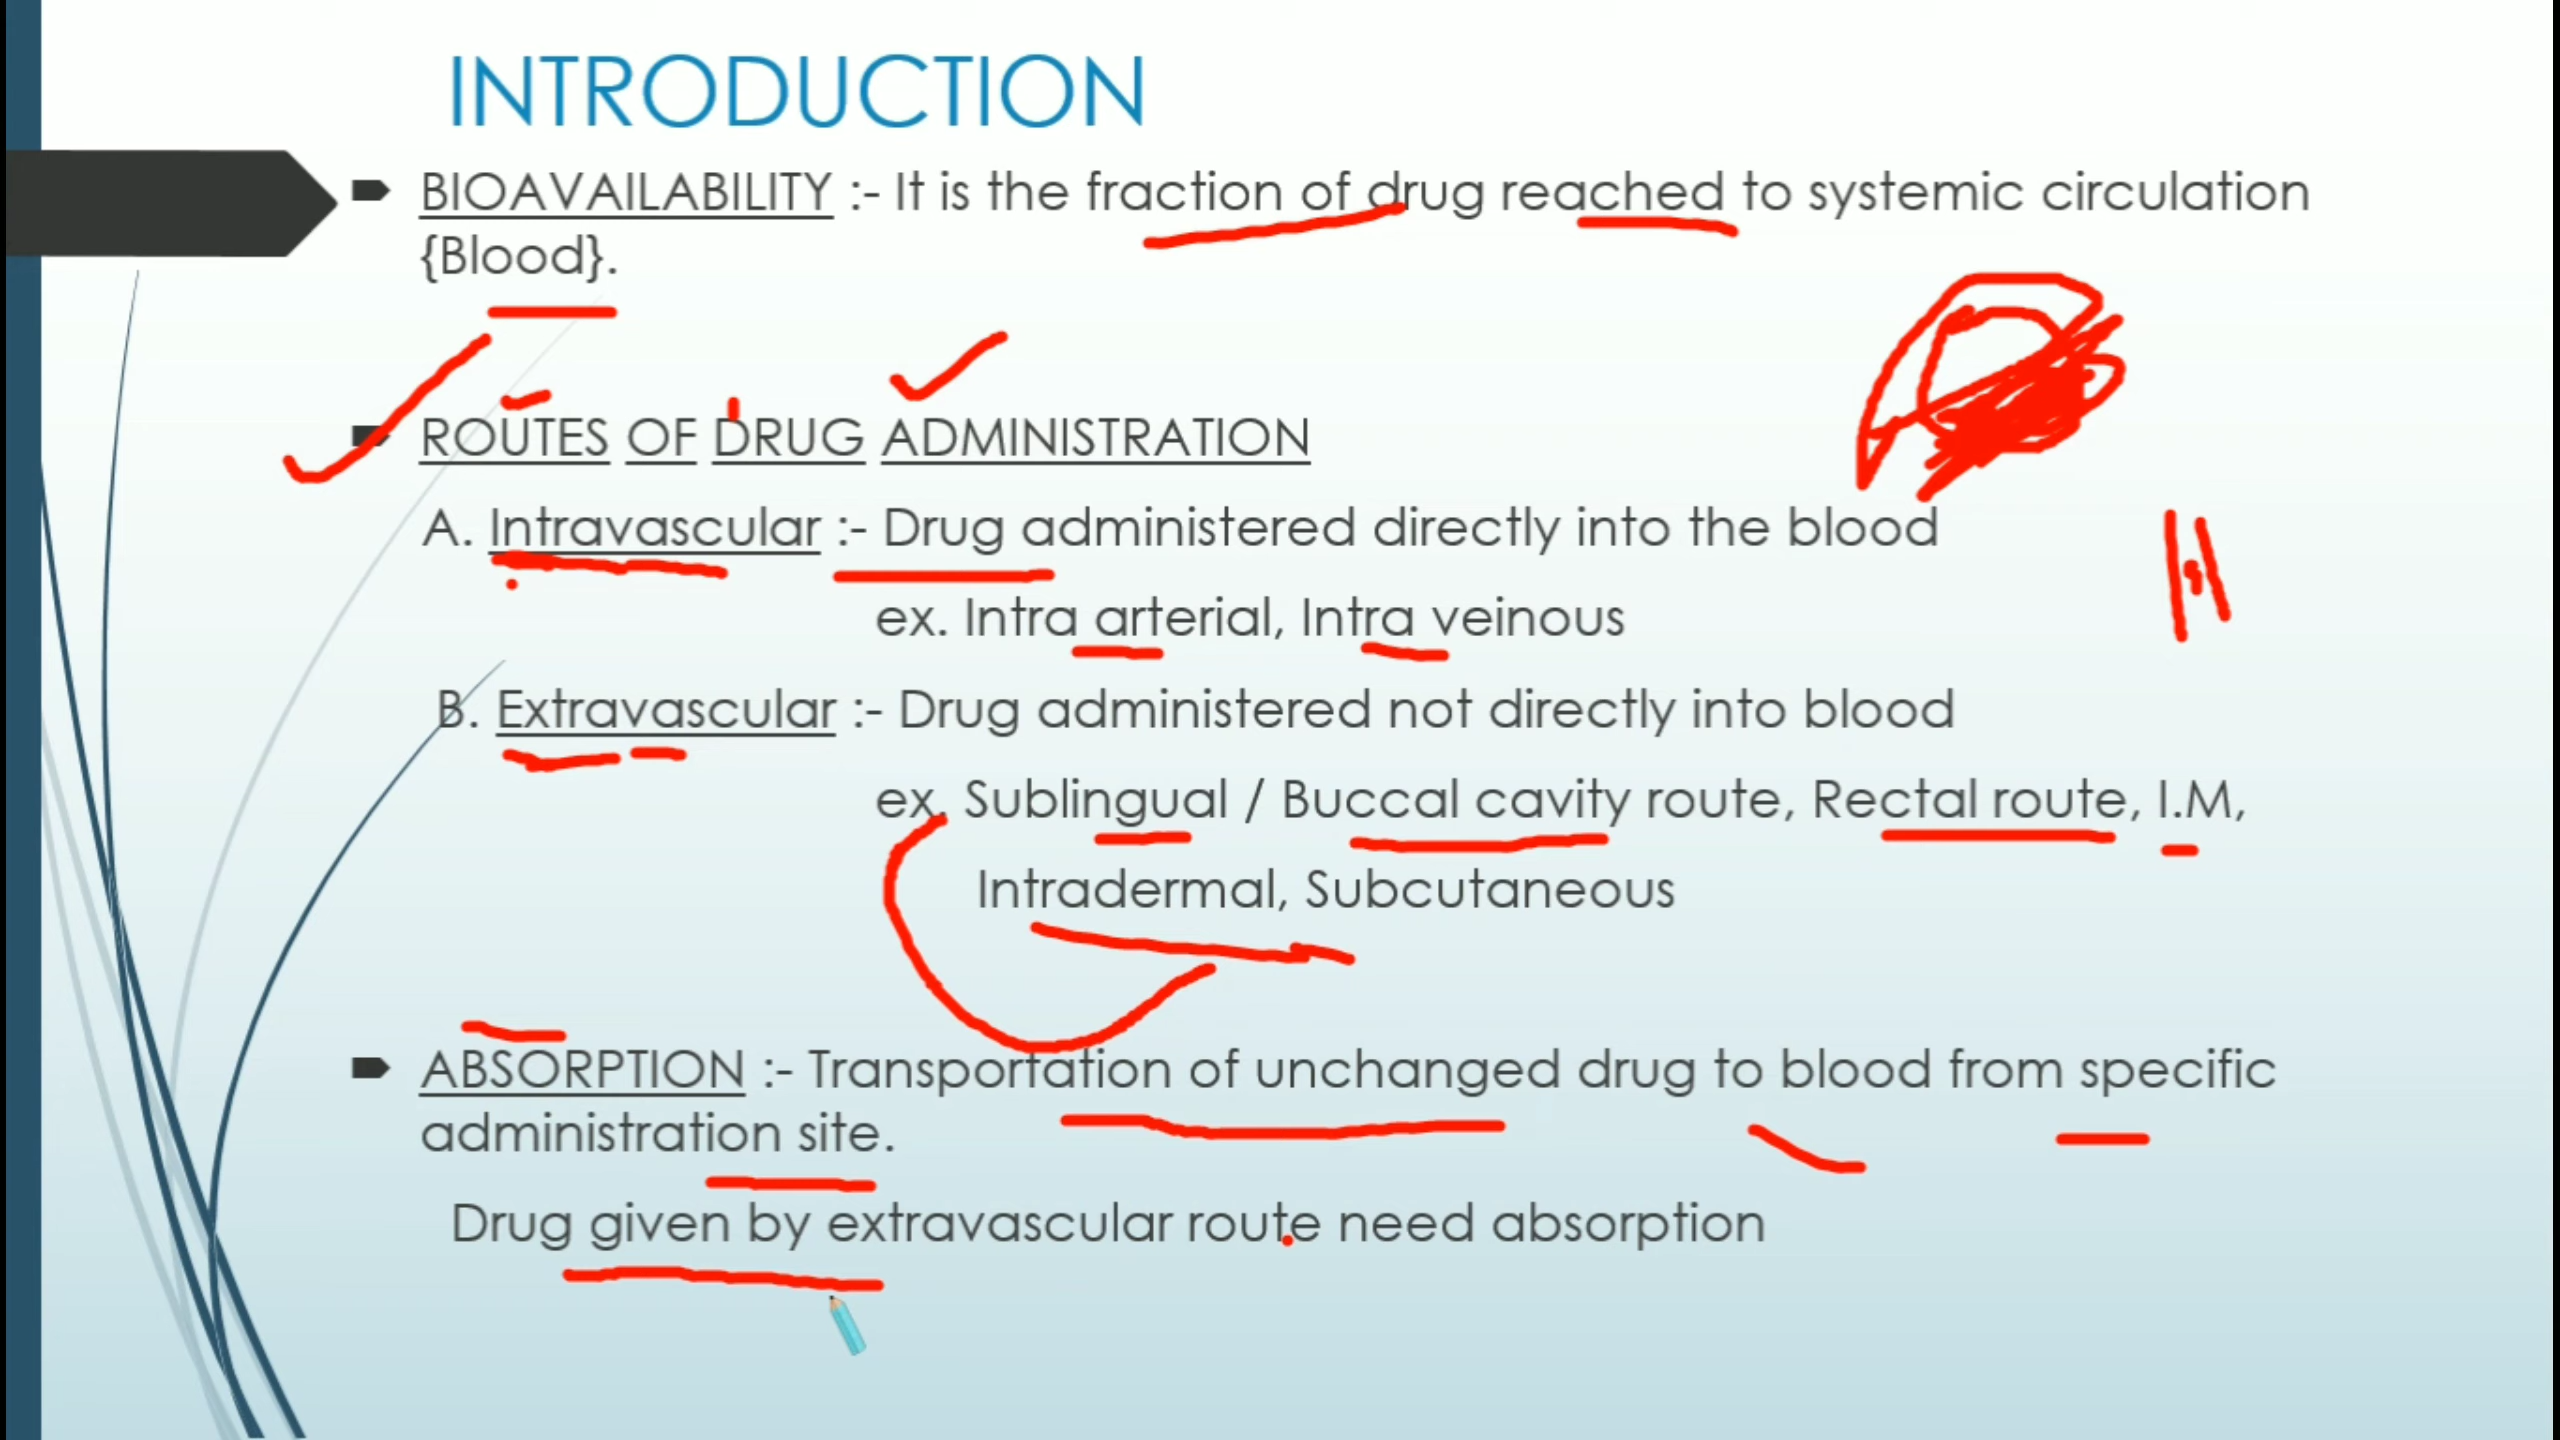 INTRODUCTION
BIOAVAILABILITY :- It is the fraction of drug reached to systemic circulation
{Blood}.
ROUTES OF DRUG ADMINISTRATION
A. Intravascular :- Drug administered directly into the blood
ex. Intra arterial, Intra veinous
B. Extravascular :- Drug administered not directly into blood
ex. Sublingual / Buccal cavity route, Rectal route, I.M,
Intradermal, Subcutaneous
ABSORPTION :- Transportation of unchanged drug to blood from specific
administration site.
Drug given by extravascular route need absorption